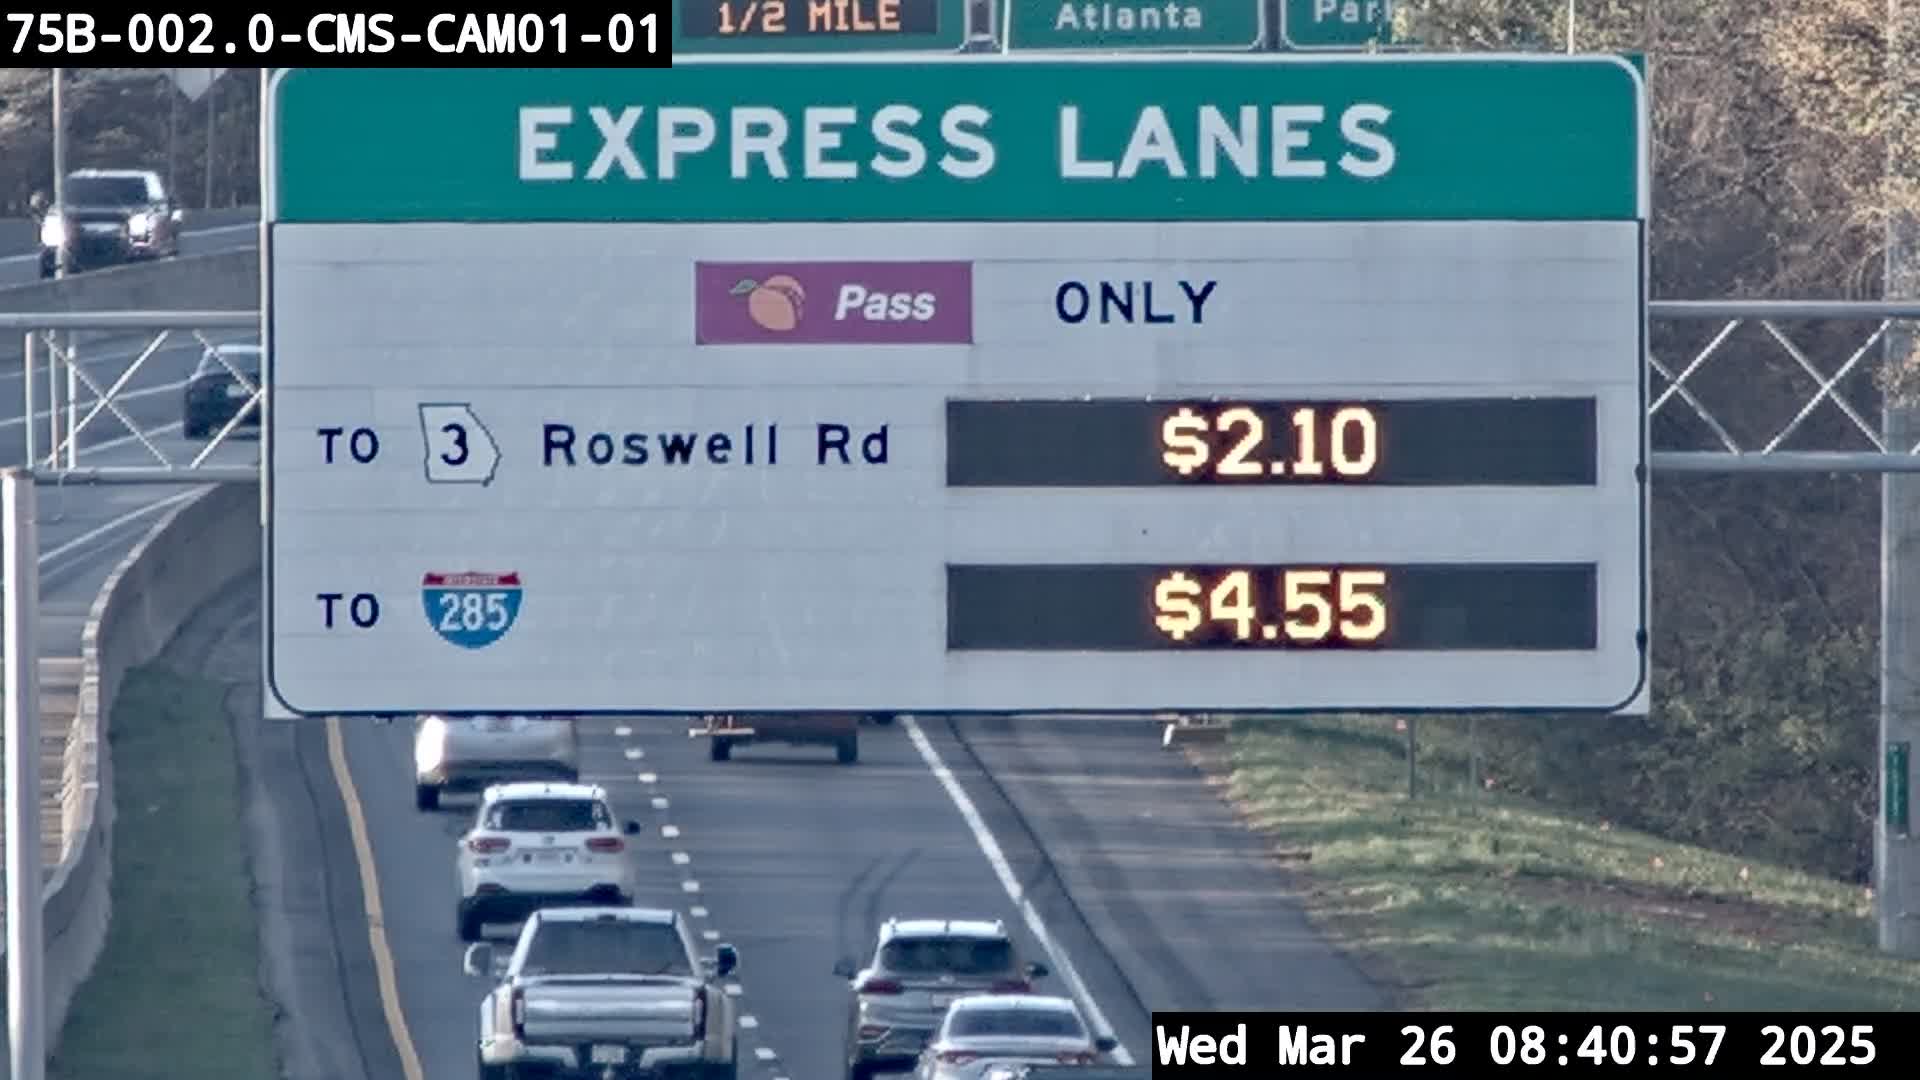 75B-002.0-CMS-CAM01-01
1/2 MILE
Atlanta
EXPRESS LANES
Pass ONLY
TO 3 Roswell Rd $2.10
TO 285 $4.55
Wed Mar 26 08:40:57 2025